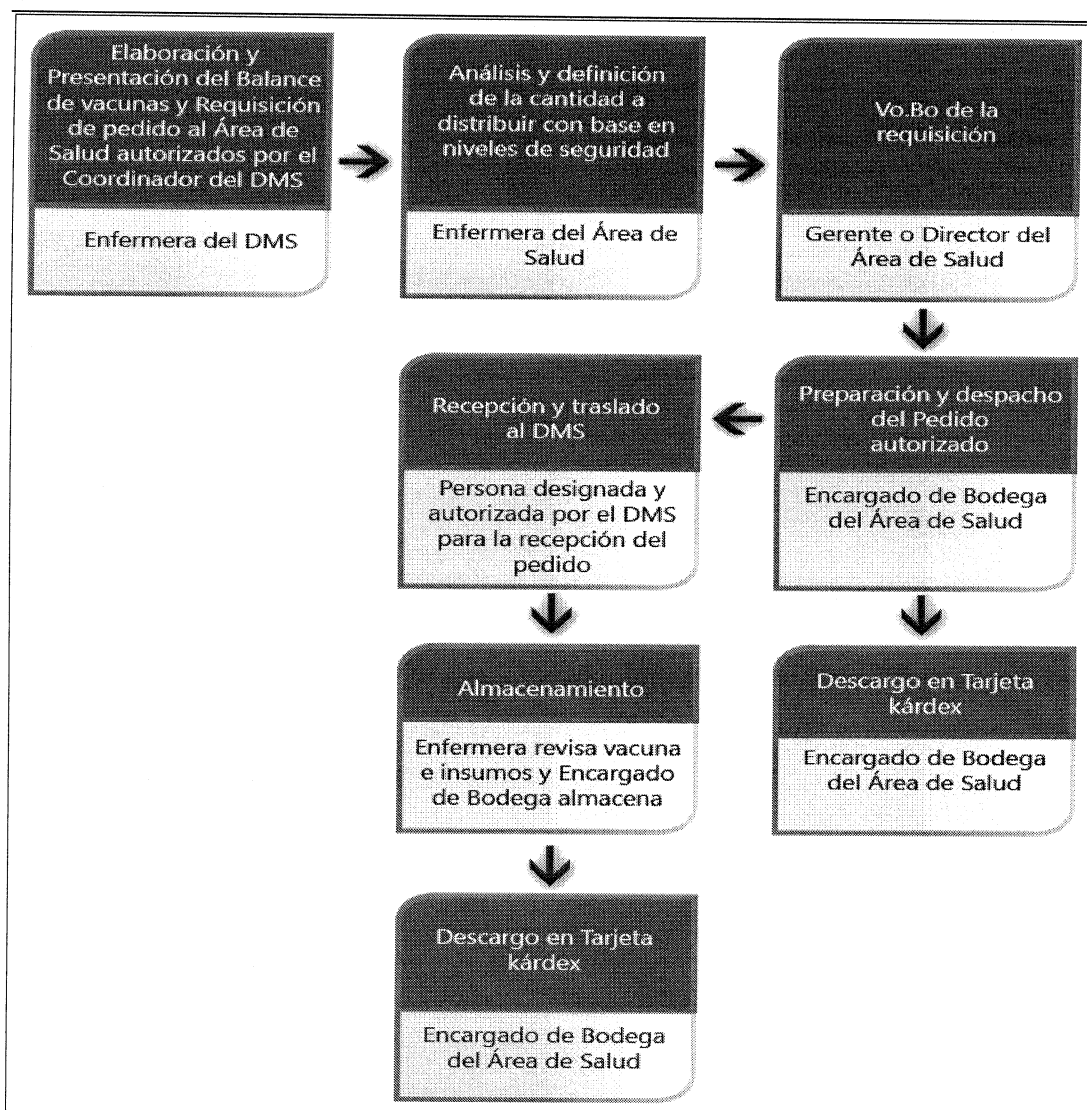 Elaboración y
Presentación del Balance
de vacunas y Requisición
de pedido al Área de
Salud autorizados por el
Coordinador del DMS
Enfermera del DMS
Análisis y definición
de la cantidad a
distribuir con base en
niveles de seguridad
Enfermera del Área de
Salud
Vo.Bo de la
requisición
Gerente o Director del
Área de Salud
Preparación y despacho
del Pedido
autorizado
Encargado de Bodega
del Área de Salud
Recepción y traslado
al DMS
Persona designada y
autorizada por el DMS
para la recepción del
pedido
Almacenamiento
Enfermera revisa vacuna
e insumos y Encargado
de Bodega almacena
Descargo en Tarjeta
kárdex
Encargado de Bodega
del Área de Salud
Descargo en Tarjeta
kárdex
Encargado de Bodega
del Área de Salud